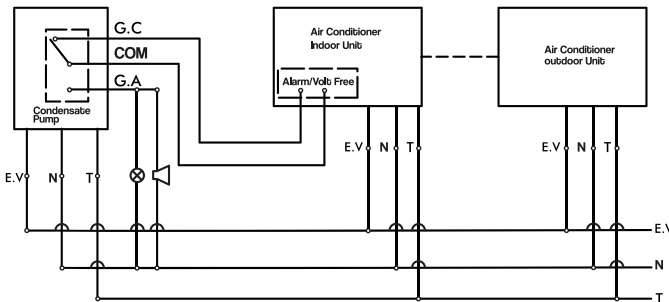 G.C
COM
G.A
Condensate
Pump
Air Conditioner
Indoor Unit
Alarm/Volt Free
Air Conditioner
outdoor Unit
E.V N T
E.V N T
E.V N T
E.V
N
T